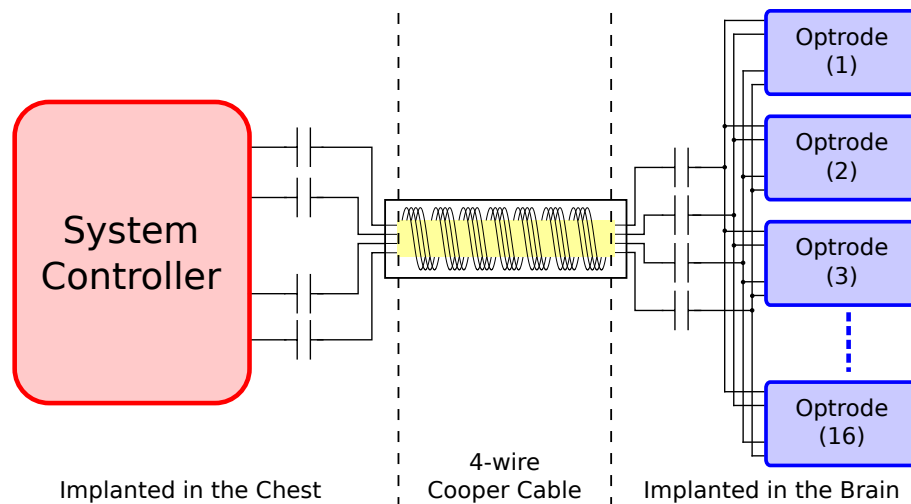 System
Controller
Optrode
(1)
Optrode
(2)
Optrode
(3)
Optrode
(16)
Implanted in the Chest
4-wire
Cooper Cable
Implanted in the Brain